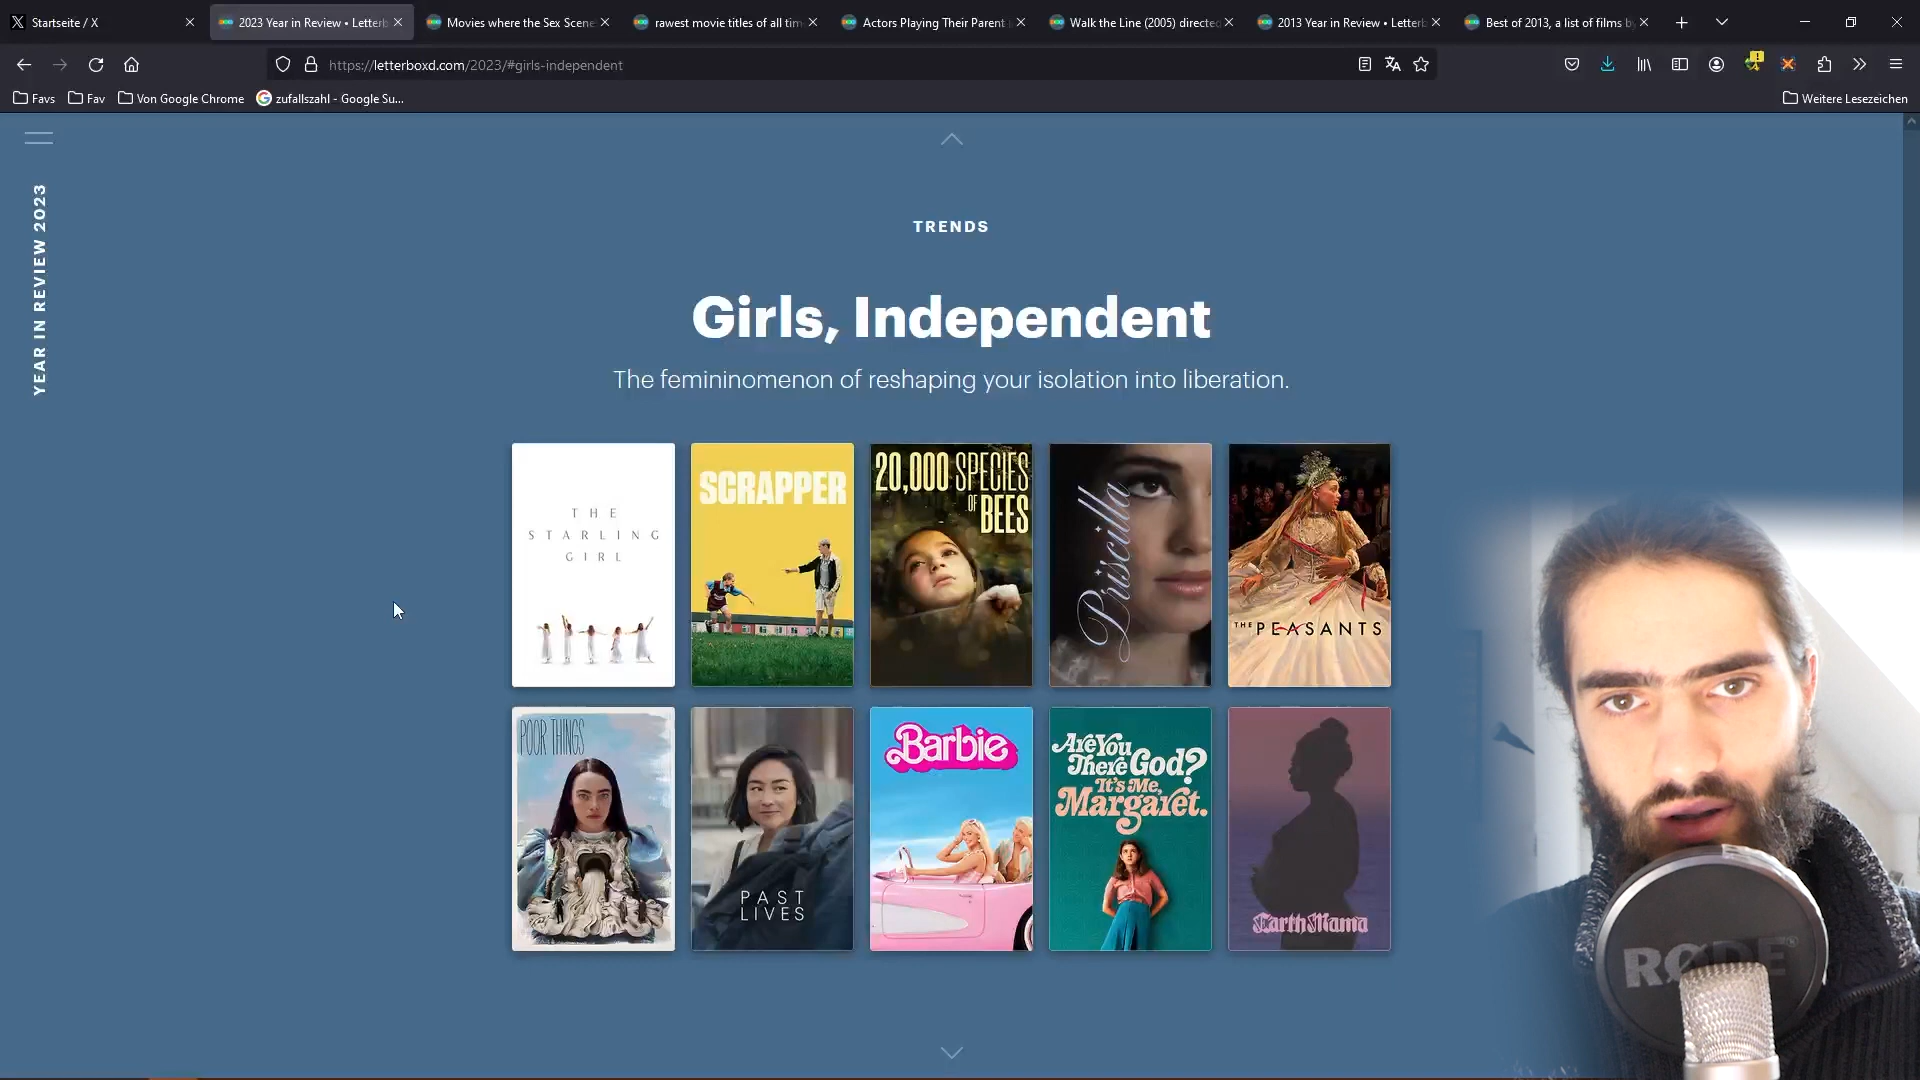 Startseite / X
2023 Year in Review • Letterb
Movies where the Sex Scene
rawest movie titles of all tim
Actors Playing Their Parent
Walk the Line (2005) directed
2013 Year in Review • Letterb
Best of 2013, a list of films by
https://letterboxd.com/2023/#girls-independent
Favs
Fav
Von Google Chrome
zufallszahl - Google Su...
Weitere Lesezeichen
YEAR IN REVIEW 2023
TRENDS
Girls, Independent
The femininomenon of reshaping your isolation into liberation.
THE
STARLING
GIRL
SCRAPPER
20,000 SPECIES
OF
BEES
Priscilla
THE PEASANTS
POOR THINGS
PAST
LIVES
Barbie
Are You
There God?
It's Me,
Margaret.
Earth Mama
RØDE®